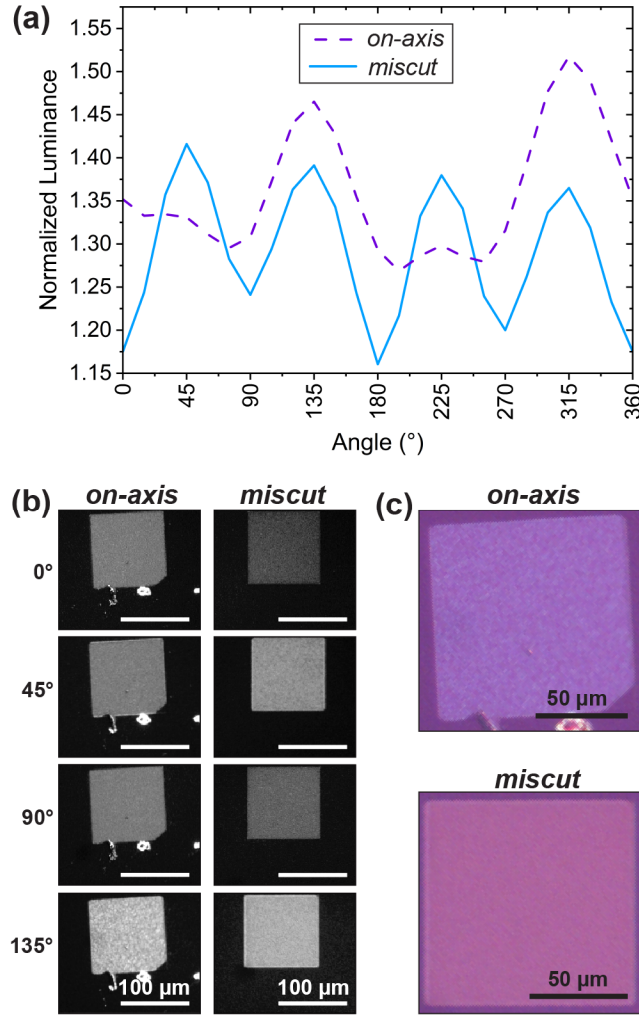 (a)
1.55
1.50
1.45
1.40
1.35
1.30
1.25
1.20
1.15
Normalized Luminance
on-axis
miscut
0
45
90
135
180
225
270
315
360
Angle (°)
(b)
on-axis
miscut
0°
45°
90°
135°
100 µm
100 µm
(c)
on-axis
50 µm
miscut
50 µm